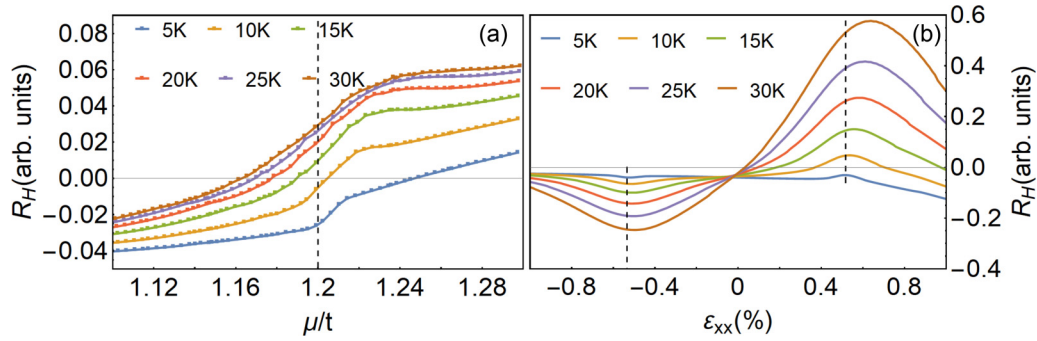 (a)
5K 10K 15K
20K 25K 30K
R_H(arb. units)
0.08
0.06
0.04
0.02
0.00
−0.02
−0.04
1.12 1.16 1.2 1.24 1.28
μ/t
(b)
5K 10K 15K
20K 25K 30K
0.6
0.4
0.2
0.0
−0.2
−0.4
R_H(arb. units)
−0.8 −0.4 0 0.4 0.8
ε_xx(%)